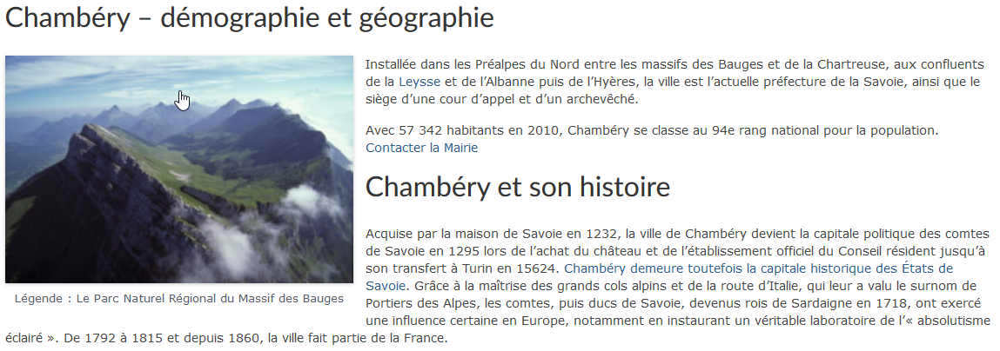 Chambéry – démographie et géographie
Installée dans les Préalpes du Nord entre les massifs des Bauges et de la Chartreuse, aux confluents
de la Leysse et de l’Albanne puis de l’Hyères, la ville est l’actuelle préfecture de la Savoie, ainsi que le
siège d’une cour d’appel et d’un archevêché.
Avec 57 342 habitants en 2010, Chambéry se classe au 94e rang national pour la population.
Contacter la Mairie
Légende : Le Parc Naturel Régional du Massif des Bauges
Chambéry et son histoire
Acquise par la maison de Savoie en 1232, la ville de Chambéry devient la capitale politique des comtes
de Savoie en 1295 lors de l’achat du château et de l’établissement officiel du Conseil résident jusqu’à
son transfert à Turin en 15624. Chambéry demeure toutefois la capitale historique des États de
Savoie. Grâce à la maîtrise des grands cols alpins et de la route d’Italie, qui leur a valu le surnom de
Portiers des Alpes, les comtes, puis ducs de Savoie, devenus rois de Sardaigne en 1718, ont exercé
une influence certaine en Europe, notamment en instaurant un véritable laboratoire de l’« absolutisme
éclairé ». De 1792 à 1815 et depuis 1860, la ville fait partie de la France.